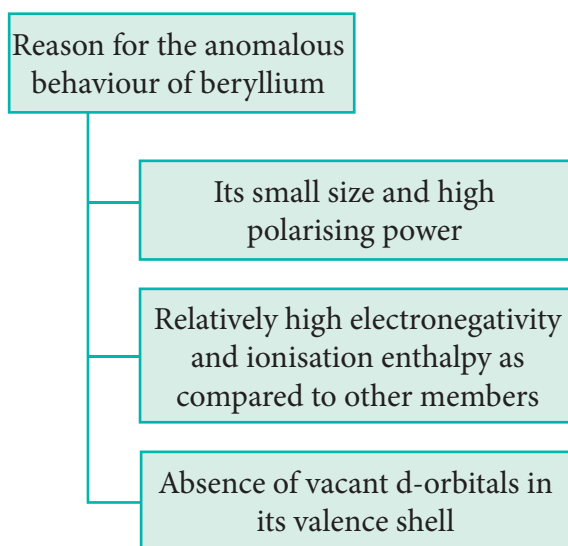 Reason for the anomalous
behaviour of beryllium
Its small size and high
polarising power
Relatively high electronegativity
and ionisation enthalpy as
compared to other members
Absence of vacant d-orbitals in
its valence shell